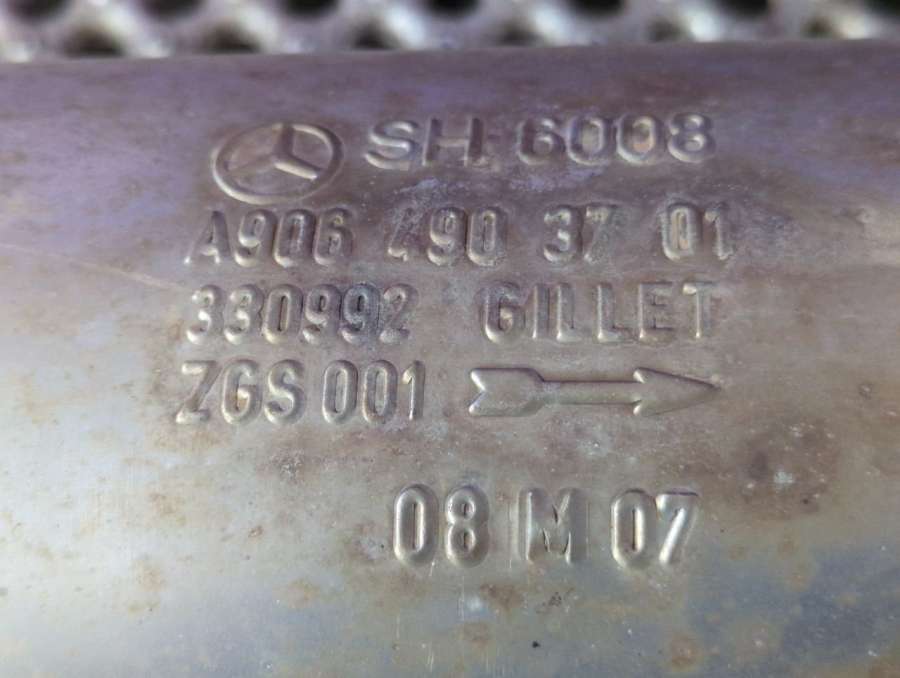 SH 6008
A906 490 37 01
330992 GILLET
ZGS 001
08 M 07